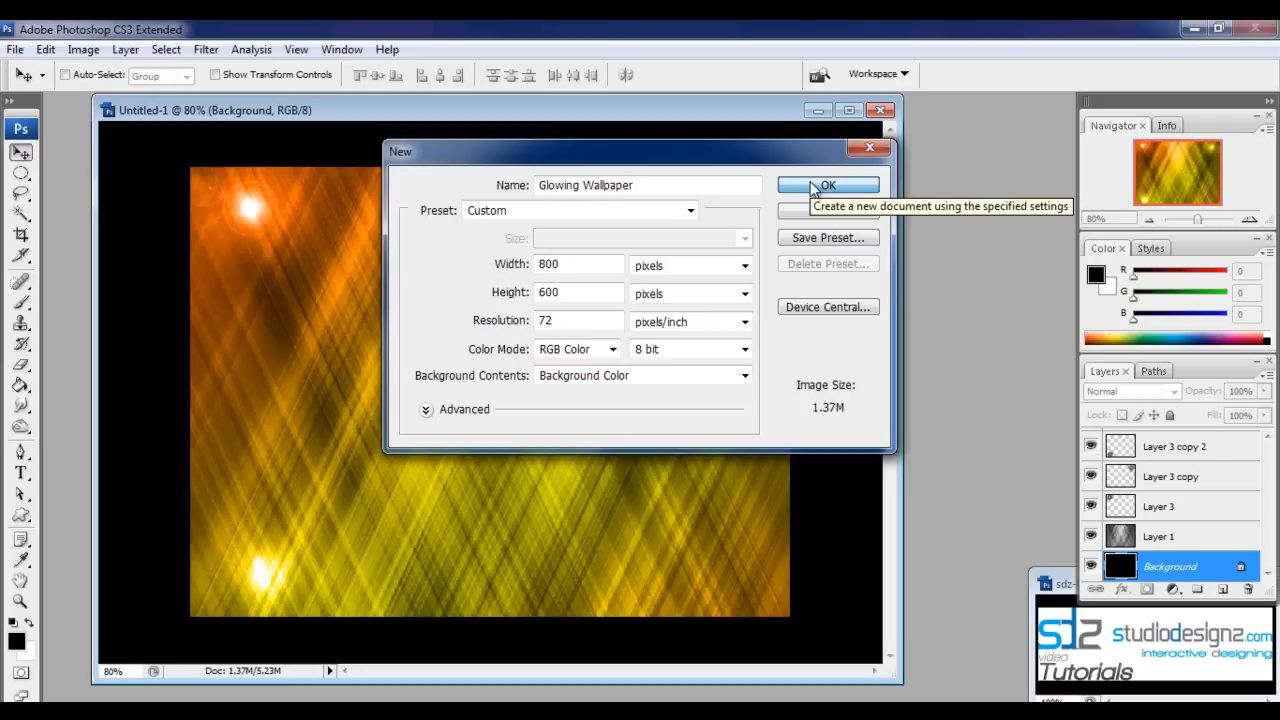 Ps Adobe Photoshop CS3 Extended
File Edit Image Layer Select Filter Analysis View Window Help
Auto-Select: Group Show Transform Controls Workspace
Untitled-1 @ 80% (Background, RGB/8)
Ps
New
Name: Glowing Wallpaper OK
Create a new document using the specified settings
Preset: Custom
Size: Save Preset...
Width: 800 pixels Delete Preset...
Height: 600 pixels Device Central...
Resolution: 72 pixels/inch
Color Mode: RGB Color 8 bit
Background Contents: Background Color
Image Size:
1.37M
Advanced
80% Doc: 1.37M/5.23M
Navigator Info
80%
Color Styles
R 0
G 0
B 0
Layers Paths
Normal Opacity: 100%
Lock: Fill: 100%
Layer 3 copy 2
Layer 3 copy
Layer 3
Layer 1
Background
sdz-
sdz studiodesignz.com
interactive designing
video
Tutorials
100%